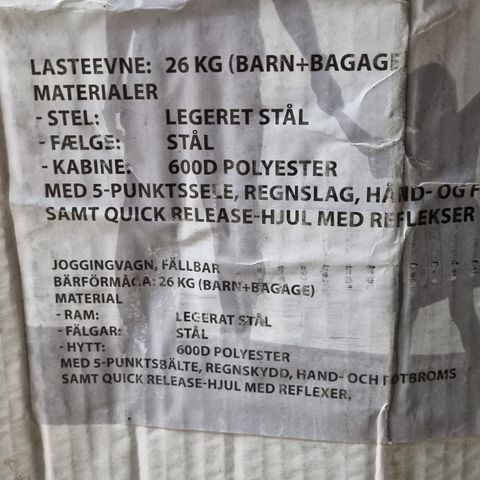 LASTEEVNE: 26 KG (BARN+BAGAGE
MATERIALER
- STEL: LEGERET STÅL
- FÆLGE: STÅL
- KABINE: 600D POLYESTER
MED 5-PUNKTSSELE, REGNSLAG, HÅND- OG F
SAMT QUICK RELEASE-HJUL MED REFLEKSER
JOGGINGVAGN, FÄLLBAR
BÄRFÖRMÅGA: 26 KG (BARN+BAGAGE)
MATERIAL
- RAM: LEGERAT STÅL
- FÄLGAR: STÅL
- HYTT: 600D POLYESTER
MED 5-PUNKTSBÄLTE, REGNSKYDD, HAND- OCH FOTBROMS
SAMT QUICK RELEASE-HJUL MED REFLEXER.